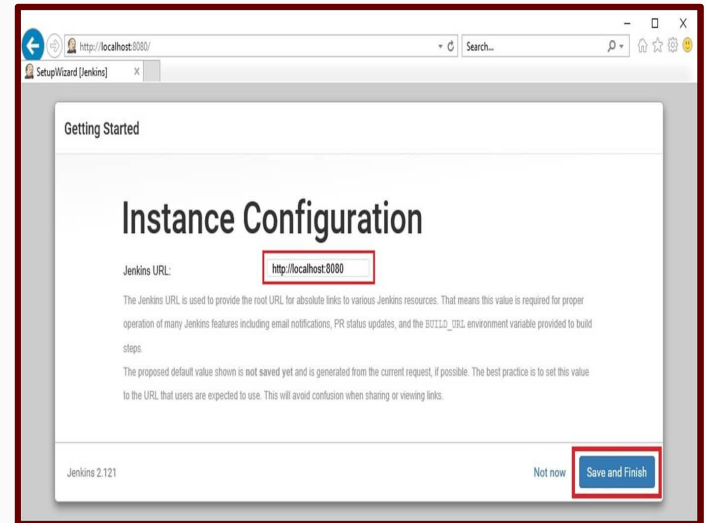 http://localhost:8080/
Search...
SetupWizard [Jenkins]
Getting Started
Instance Configuration
Jenkins URL:
http://localhost:8080
The Jenkins URL is used to provide the root URL for absolute links to various Jenkins resources. That means this value is required for proper
operation of many Jenkins features including email notifications, PR status updates, and the BUILD_URL environment variable provided to build
steps.
The proposed default value shown is not saved yet and is generated from the current request, if possible. The best practice is to set this value
to the URL that users are expected to use. This will avoid confusion when sharing or viewing links.
Jenkins 2.121
Not now
Save and Finish